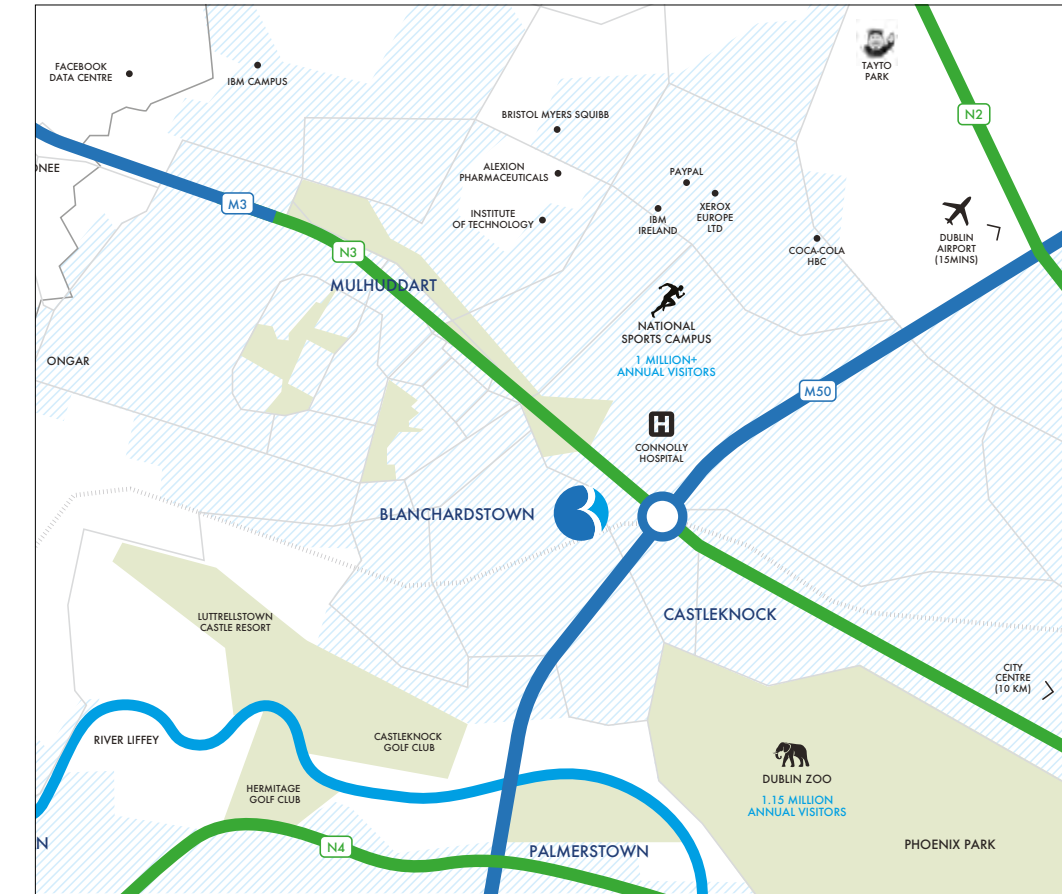 TAYTO
PARK
FACEBOOK
DATA CENTRE
IBM CAMPUS
N2
BRISTOL MYERS SQUIBB
ONEE
ALEXION
PHARMACEUTICALS
PAYPAL
M3
INSTITUTE
OF TECHNOLOGY
IBM
IRELAND
XEROX
EUROPE
LTD
N3
COCA-COLA
HBC
DUBLIN
AIRPORT
(15MINS)
MULHUDDART
NATIONAL
SPORTS CAMPUS
1 MILLION+
ANNUAL VISITORS
ONGAR
M50
H
CONNOLLY
HOSPITAL
BLANCHARDSTOWN
CASTLEKNOCK
LUTTRELLSTOWN
CASTLE RESORT
CITY
CENTRE
(10 KM)
RIVER LIFFEY
CASTLEKNOCK
GOLF CLUB
DUBLIN ZOO
1.15 MILLION
ANNUAL VISITORS
HERMITAGE
GOLF CLUB
N
N4
PALMERSTOWN
PHOENIX PARK